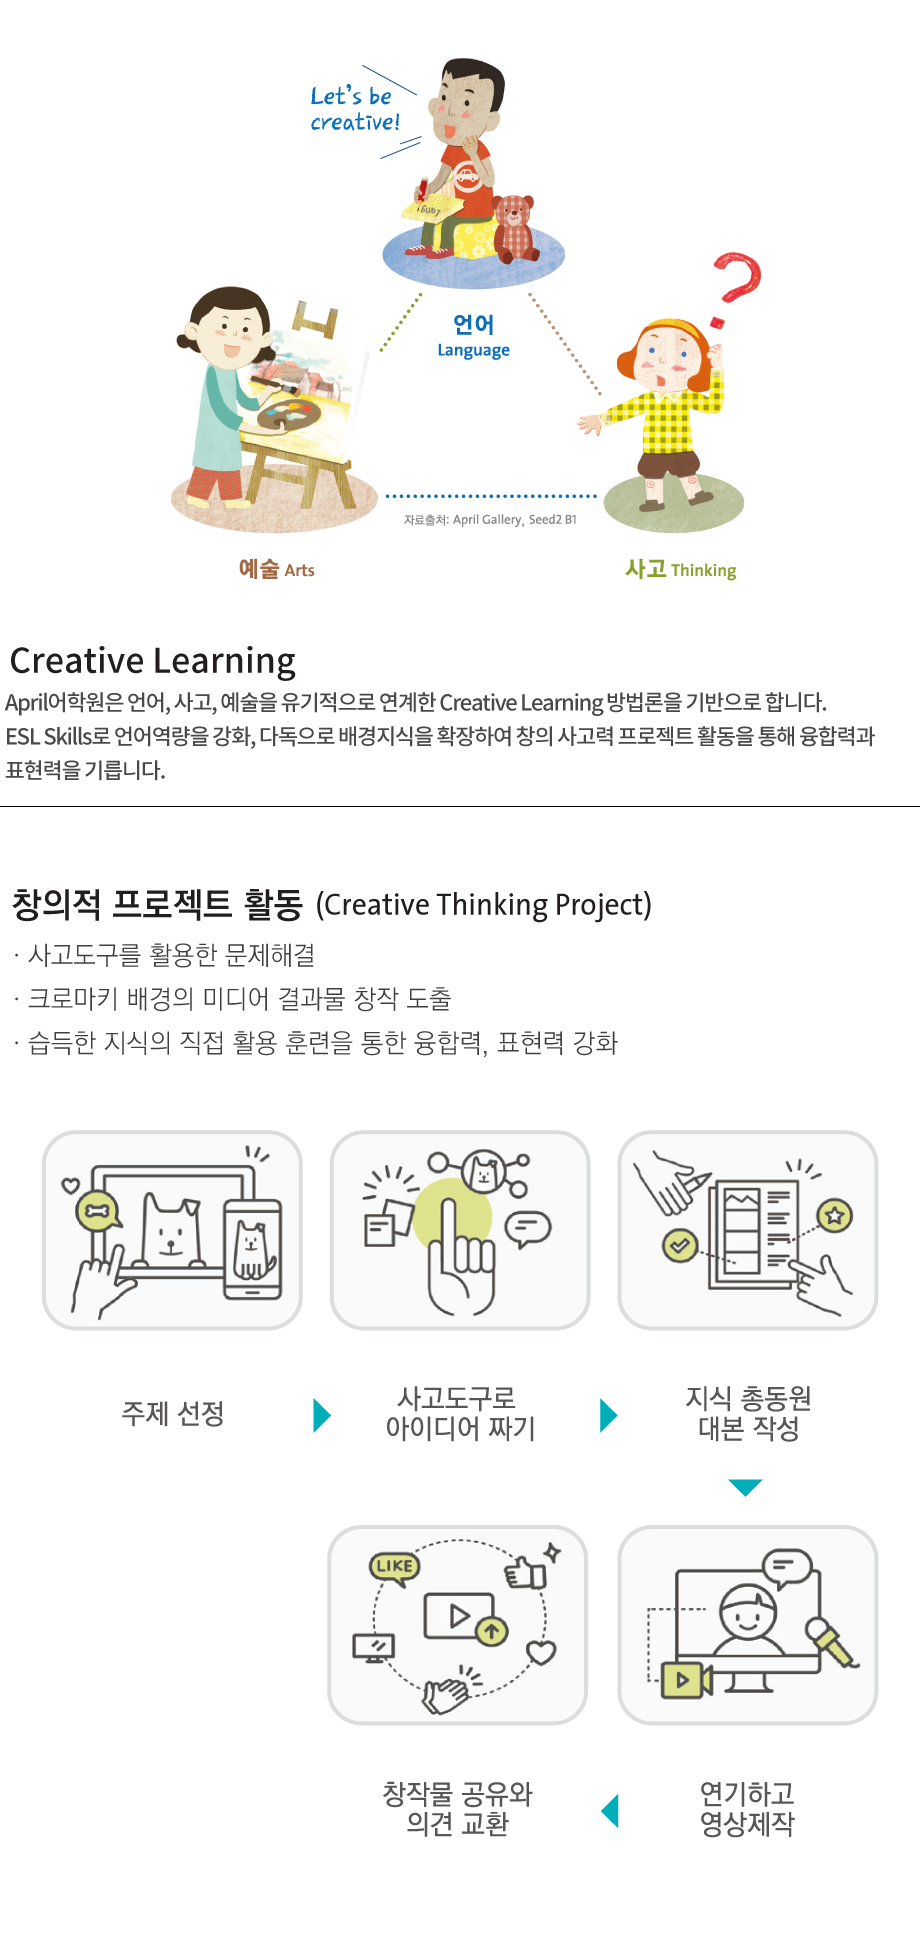 Let's be
creative!
Lang!
언어
Language
자료출처: April Gallery, Seed2 B1
예술 Arts
사고 Thinking
Creative Learning
April어학원은 언어, 사고, 예술을 유기적으로 연계한 Creative Learning 방법론을 기반으로 합니다.
ESL Skills로 언어역량을 강화, 다독으로 배경지식을 확장하여 창의 사고력 프로젝트 활동을 통해 융합력과
표현력을 기릅니다.
창의적 프로젝트 활동 (Creative Thinking Project)
· 사고도구를 활용한 문제해결
· 크로마키 배경의 미디어 결과물 창작 도출
· 습득한 지식의 직접 활용 훈련을 통한 융합력, 표현력 강화
주제 선정
사고도구로
아이디어 짜기
지식 총동원
대본 작성
LIKE
창작물 공유와
의견 교환
연기하고
영상제작